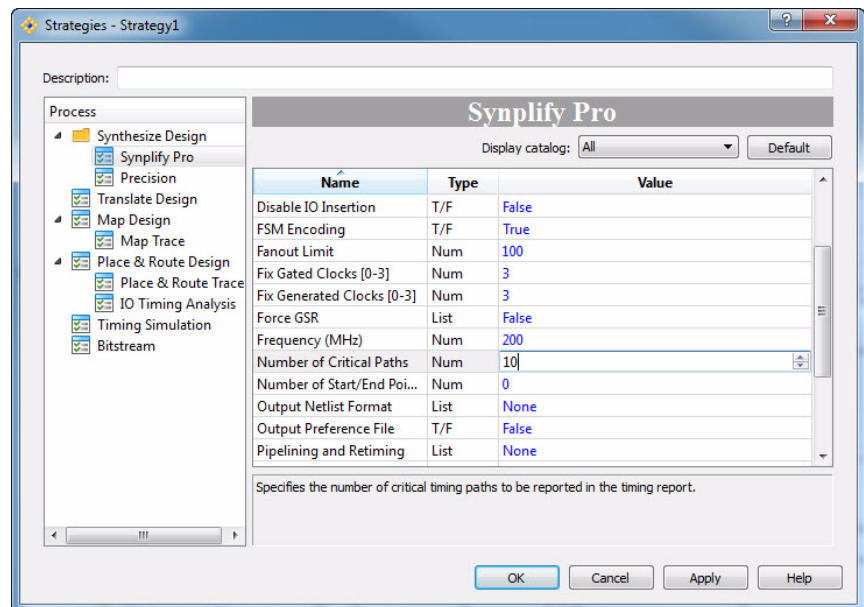 Strategies - Strategy1
Description:
Process
Synthesize Design
Synplify Pro
Precision
Translate Design
Map Design
Map Trace
Place & Route Design
Place & Route Trace
IO Timing Analysis
Timing Simulation
Bitstream
Synplify Pro
Display catalog: All Default
Name Type Value
Disable IO Insertion T/F False
FSM Encoding T/F True
Fanout Limit Num 100
Fix Gated Clocks [0-3] Num 3
Fix Generated Clocks [0-3] Num 3
Force GSR List False
Frequency (MHz) Num 200
Number of Critical Paths Num 10
Number of Start/End Poi... Num 0
Output Netlist Format List None
Output Preference File T/F False
Pipelining and Retiming List None
Specifies the number of critical timing paths to be reported in the timing report.
OK Cancel Apply Help